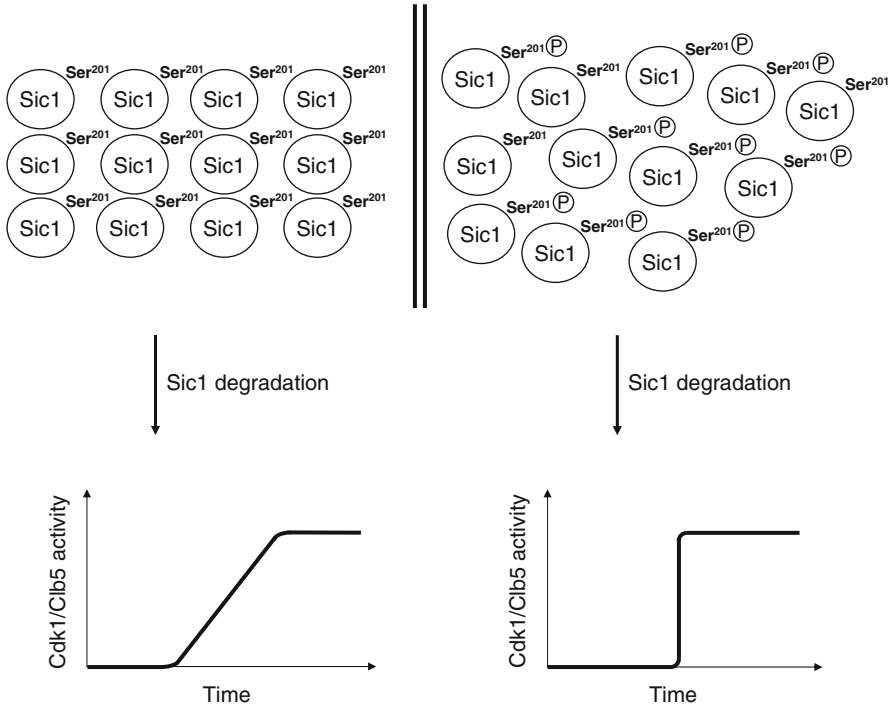 Ser201 Ser201 Ser201 Ser201
Sic1 Sic1 Sic1 Sic1
Ser201 Ser201 Ser201 Ser201
Sic1 Sic1 Sic1 Sic1
Ser201 Ser201 Ser201 Ser201
Sic1 Sic1 Sic1 Sic1
Ser201 P Ser201 P
Sic1 Ser201 Sic1 Ser201 P
Sic1 Sic1 Ser201
Sic1
Ser201 Ser201 P
Sic1 Sic1 Ser201 P
Sic1 Ser201 P
Sic1
Ser201 P
Sic1 Ser201 P
Sic1 Ser201 P
Sic1
Sic1 degradation
Sic1 degradation
Cdk1/Clb5 activity
Time
Cdk1/Clb5 activity
Time